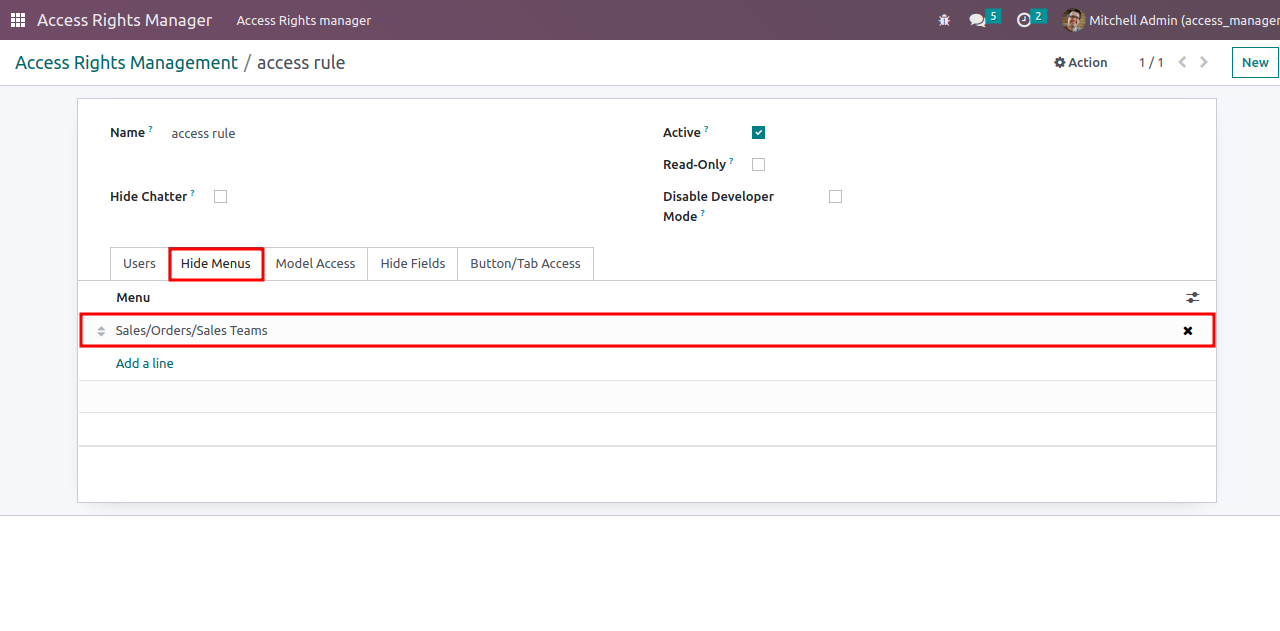 Access Rights Manager Access Rights manager 5 2 Mitchell Admin (access_manager
Access Rights Management / access rule Action 1 / 1 New
Name ? access rule Active ?
Read-Only ?
Hide Chatter ? Disable Developer
Mode ?
Users Hide Menus Model Access Hide Fields Button/Tab Access
Menu
Sales/Orders/Sales Teams
Add a line